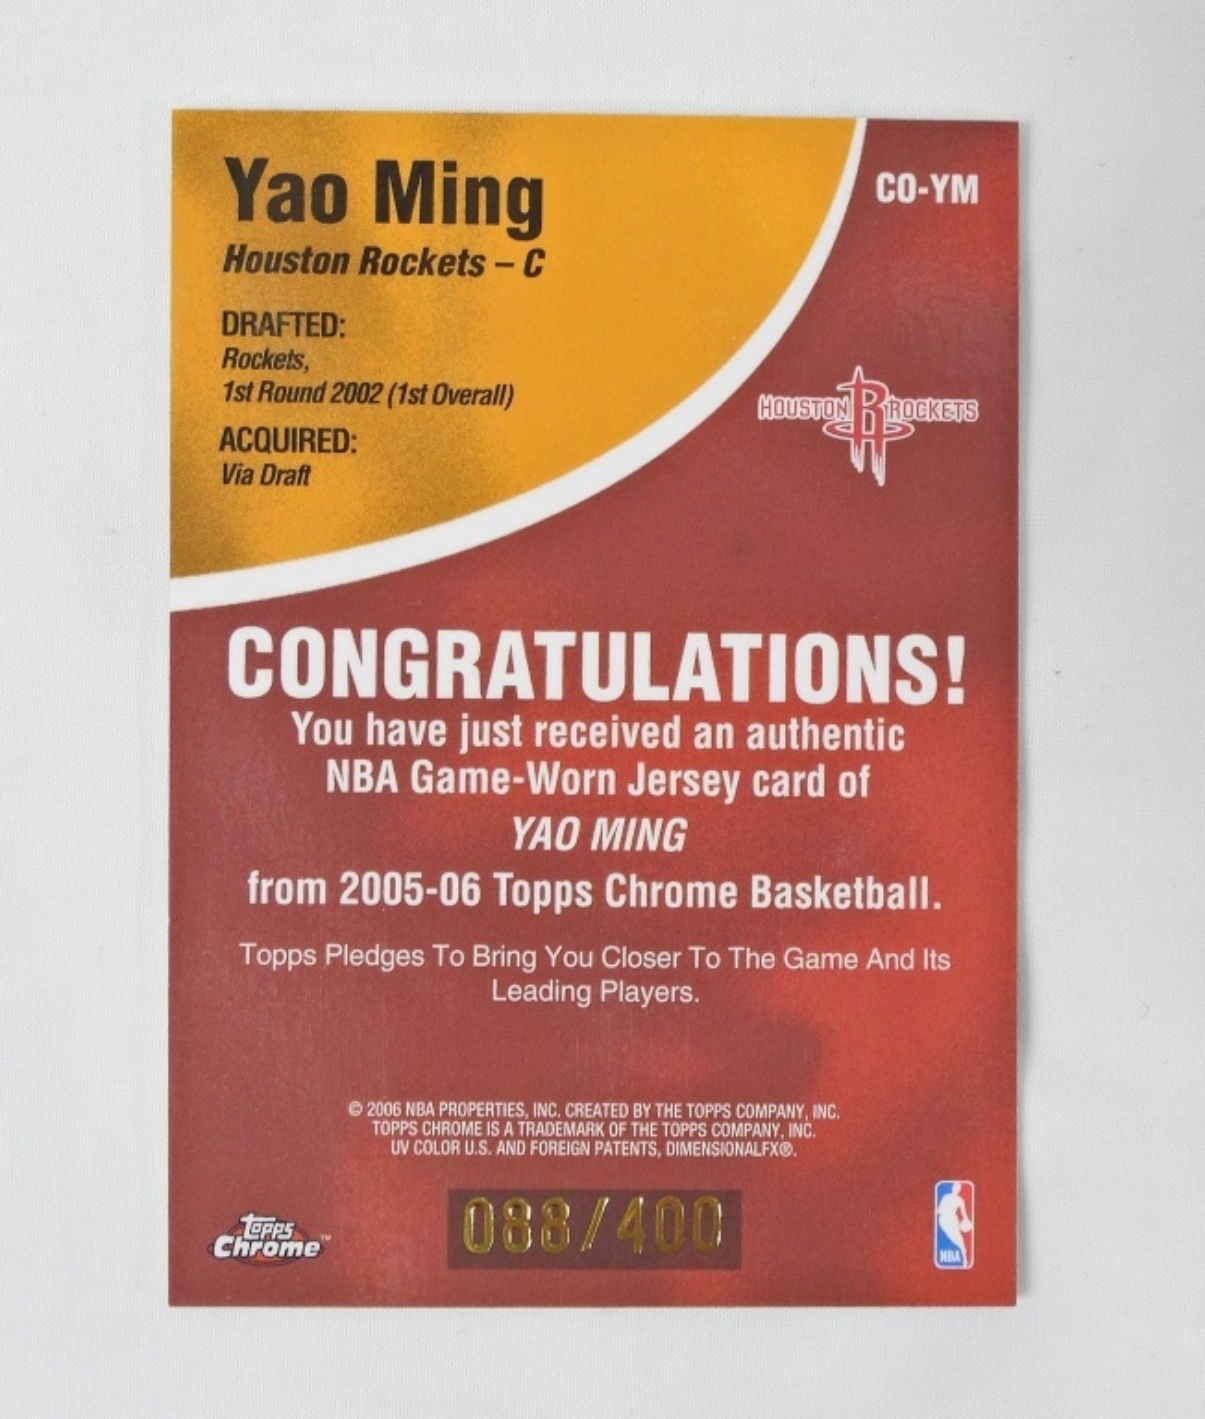 Yao Ming
CO-YM
Houston Rockets – C
DRAFTED:
Rockets,
1st Round 2002 (1st Overall)
HOUSTON R ROCKETS
ACQUIRED:
Via Draft
CONGRATULATIONS!
You have just received an authentic
NBA Game-Worn Jersey card of
YAO MING
from 2005-06 Topps Chrome Basketball.
Topps Pledges To Bring You Closer To The Game And Its
Leading Players.
© 2006 NBA PROPERTIES, INC. CREATED BY THE TOPPS COMPANY, INC.
TOPPS CHROME IS A TRADEMARK OF THE TOPPS COMPANY, INC.
UV COLOR U.S. AND FOREIGN PATENTS, DIMENSIONALFX®.
088/400
Topps
Chrome™
NBA